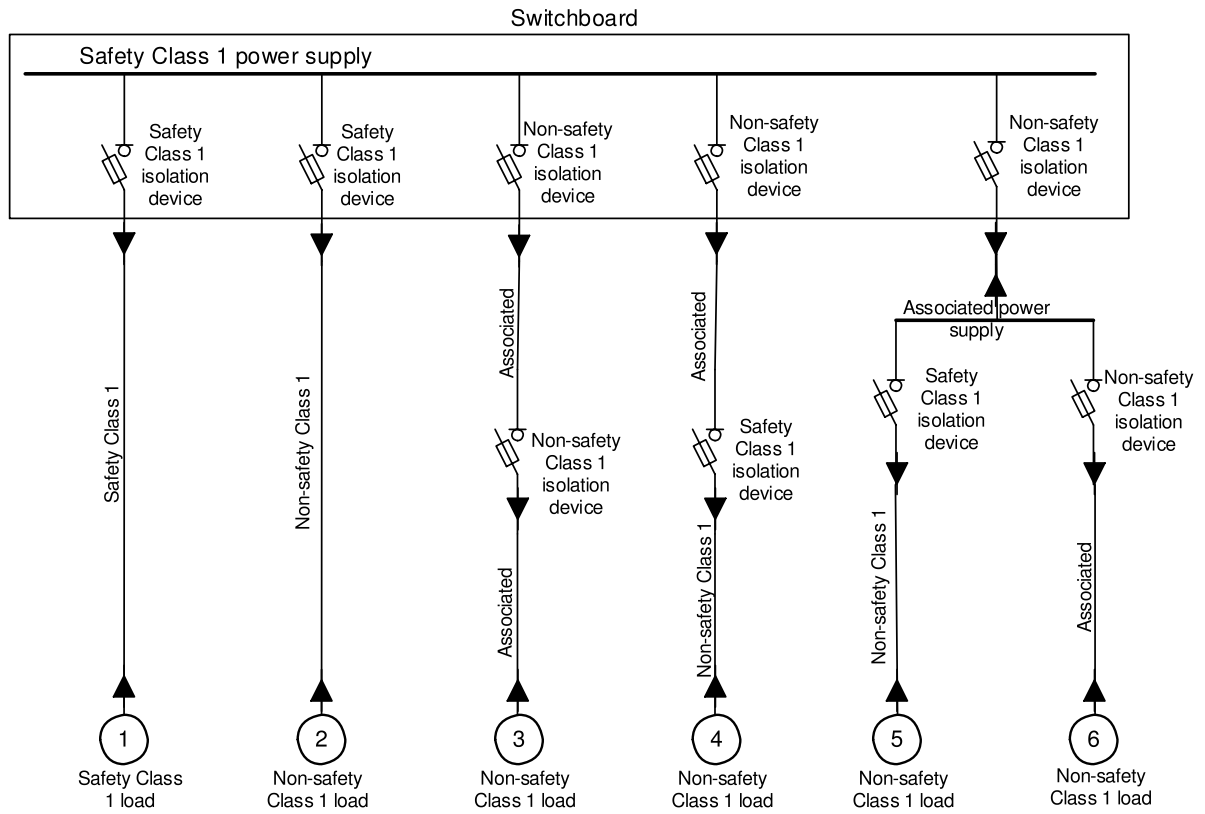 Switchboard
Safety Class 1 power supply
Safety
Class 1
isolation
device
Safety
Class 1
isolation
device
Non-safety
Class 1
isolation
device
Non-safety
Class 1
isolation
device
Non-safety
Class 1
isolation
device
Safety Class 1
Non-safety Class 1
Associated
Associated
Associated power
supply
Non-safety
Class 1
isolation
device
Safety
Class 1
isolation
device
Safety
Class 1
isolation
device
Non-safety
Class 1
isolation
device
Associated
Non-safety Class 1
Non-safety Class 1
Associated
1
Safety Class
1 load
2
Non-safety
Class 1 load
3
Non-safety
Class 1 load
4
Non-safety
Class 1 load
5
Non-safety
Class 1 load
6
Non-safety
Class 1 load